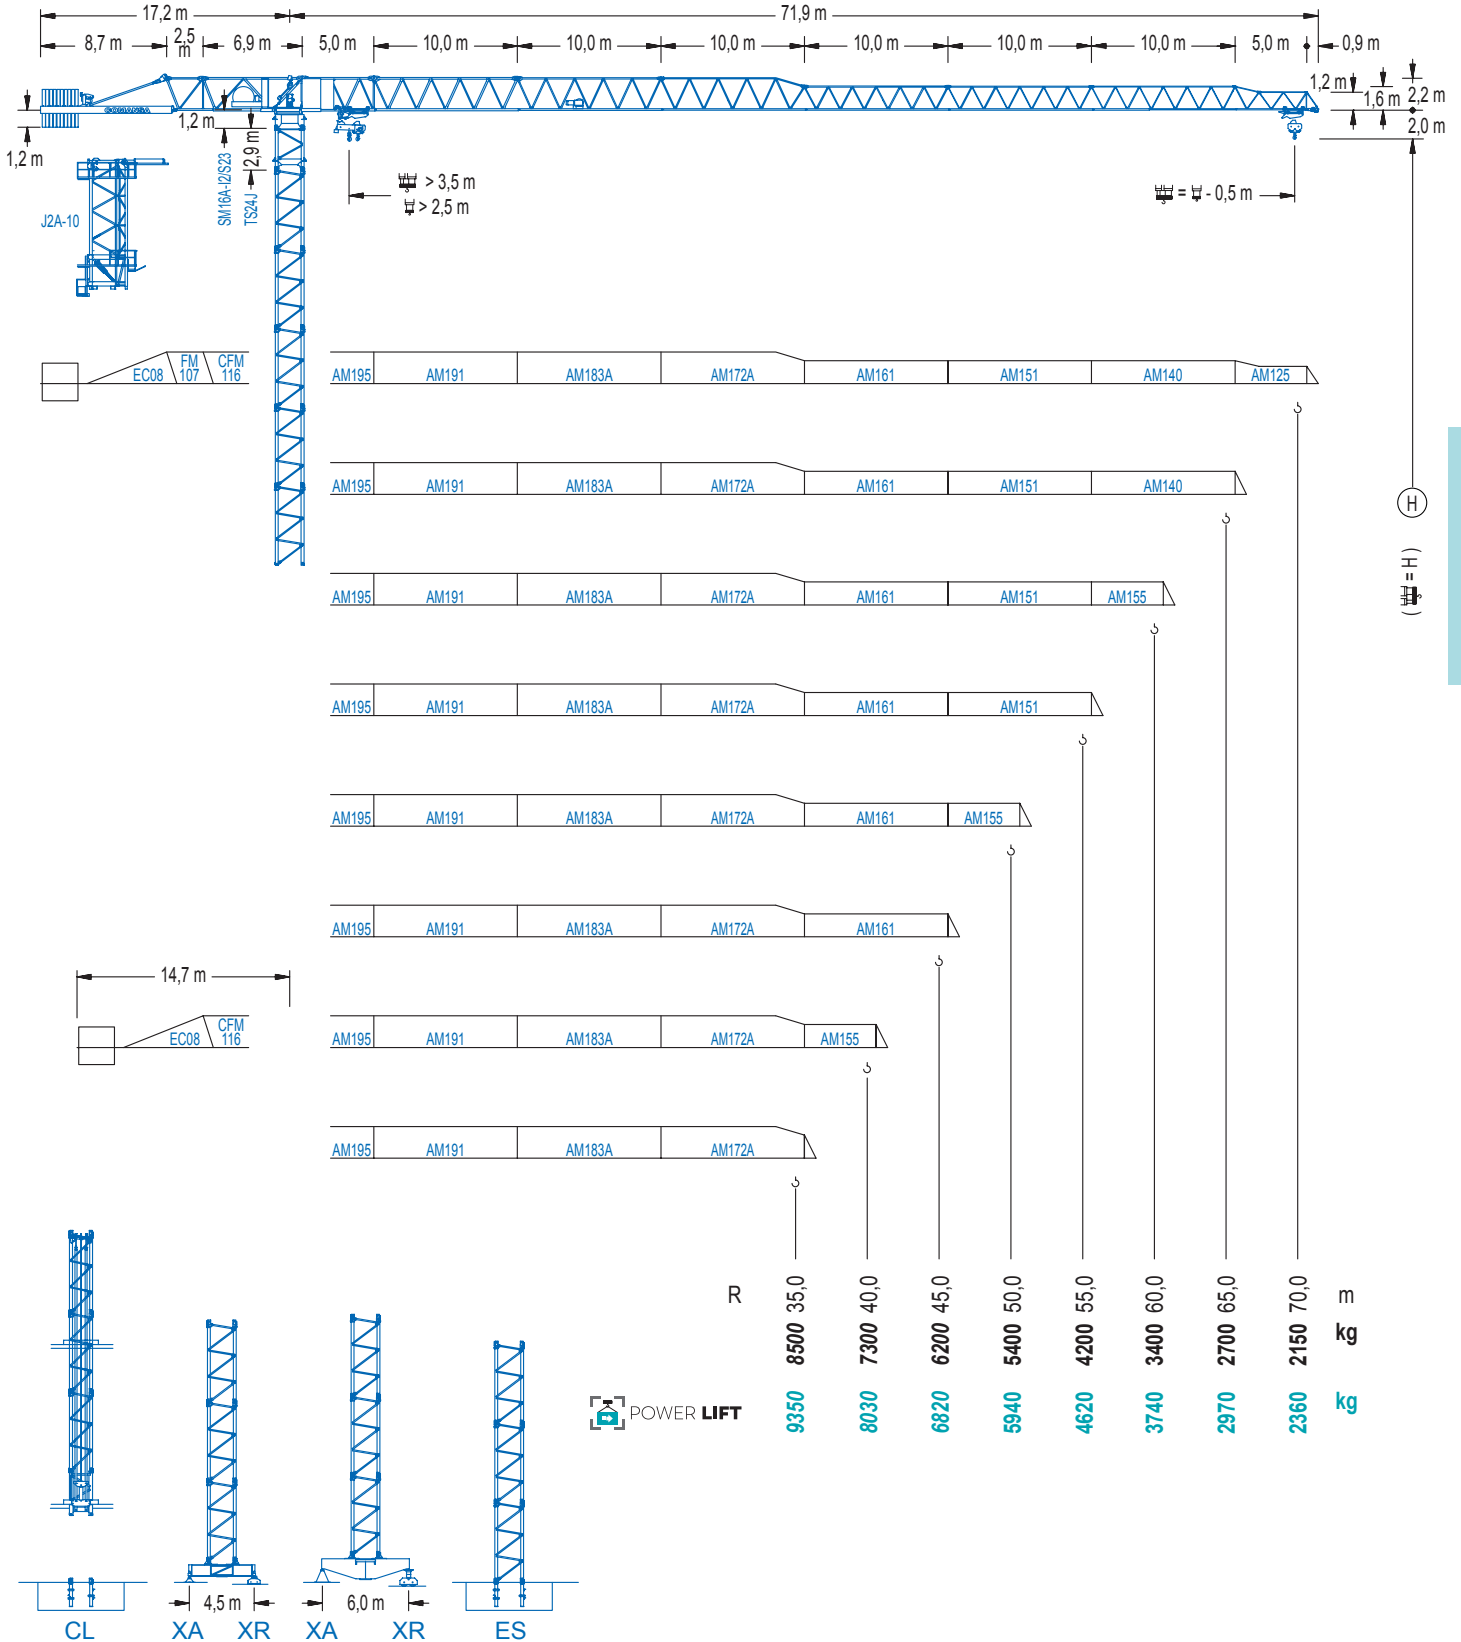 17,2 m 71,9 m
8,7 m 2,5 m 6,9 m 5,0 m 10,0 m 10,0 m 10,0 m 10,0 m 10,0 m 10,0 m 5,0 m 0,9 m
COMANSA
1,2 m 1,2 m 2,9 m
SM16A-I2/S23
TS24J
1,2 m 1,6 m 2,2 m
2,0 m
J2A-10
> 3,5 m
> 2,5 m
= - 0,5 m
EC08 FM 107 CFM 116 AM195 AM191 AM183A AM172A AM161 AM151 AM140 AM125
AM195 AM191 AM183A AM172A AM161 AM151 AM140
H
( H = )
AM195 AM191 AM183A AM172A AM161 AM151 AM155
AM195 AM191 AM183A AM172A AM161 AM151
AM195 AM191 AM183A AM172A AM161 AM155
AM195 AM191 AM183A AM172A AM161
14,7 m
EC08 CFM 116 AM195 AM191 AM183A AM172A AM155
AM195 AM191 AM183A AM172A
R 35,0 40,0 45,0 50,0 55,0 60,0 65,0 70,0 m
8500 7300 6200 5400 4200 3400 2700 2150 kg
POWER LIFT 9350 8030 6820 5940 4620 3740 2970 2360 kg
4,5 m 6,0 m
CL XA XR XA XR ES